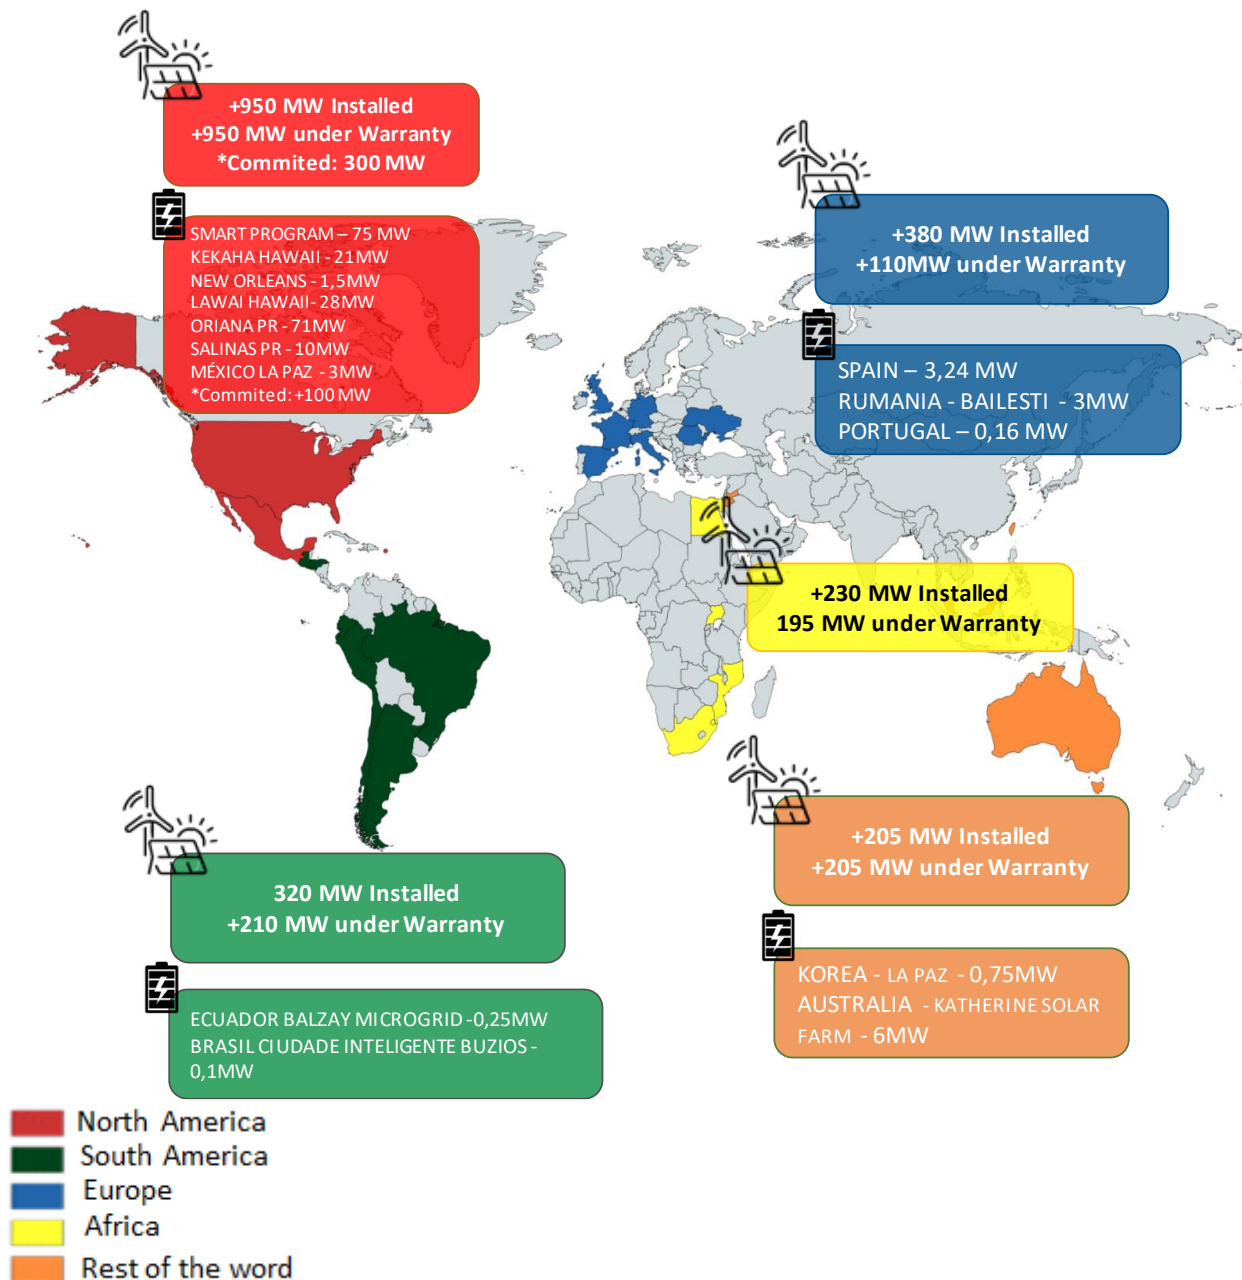 +950 MW Installed
+950 MW under Warranty
*Commited: 300 MW
SMART PROGRAM – 75 MW
KEKAHA HAWAII - 21MW
NEW ORLEANS - 1,5MW
LAWAI HAWAII- 28MW
ORIANA PR - 71MW
SALINAS PR - 10MW
MÉXICO LA PAZ - 3MW
*Commited: +100 MW
+380 MW Installed
+110MW under Warranty
SPAIN – 3,24 MW
RUMANIA - BAILESTI - 3MW
PORTUGAL – 0,16 MW
+230 MW Installed
195 MW under Warranty
+205 MW Installed
+205 MW under Warranty
KOREA - LA PAZ - 0,75MW
AUSTRALIA - KATHERINE SOLAR
FARM - 6MW
320 MW Installed
+210 MW under Warranty
ECUADOR BALZAY MICROGRID -0,25MW
BRASIL CIUDADE INTELIGENTE BUZIOS -
0,1MW
North America
South America
Europe
Africa
Rest of the word